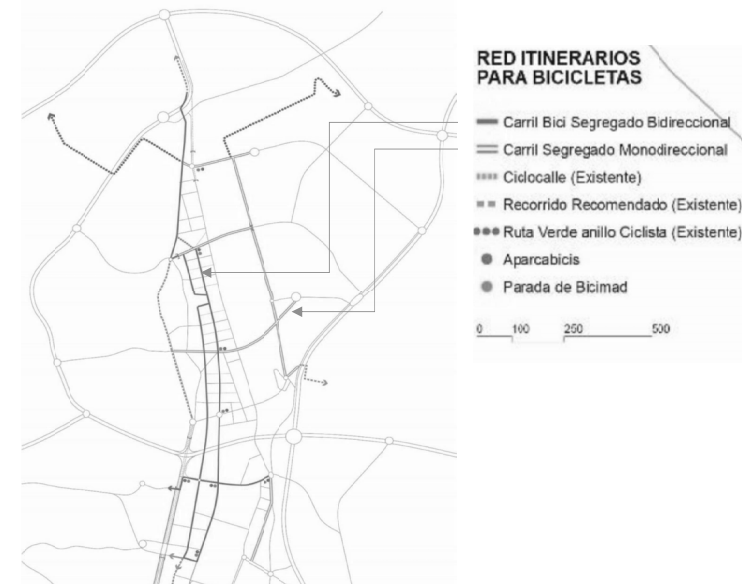 RED ITINERARIOS
PARA BICICLETAS
Carril Bici Segregado Bidireccional
Carril Segregado Monodireccional
Ciclocalle (Existente)
Recorrido Recomendado (Existente)
Ruta Verde anillo Ciclista (Existente)
Aparcabicis
Parada de Bicimad
0 100 250 500